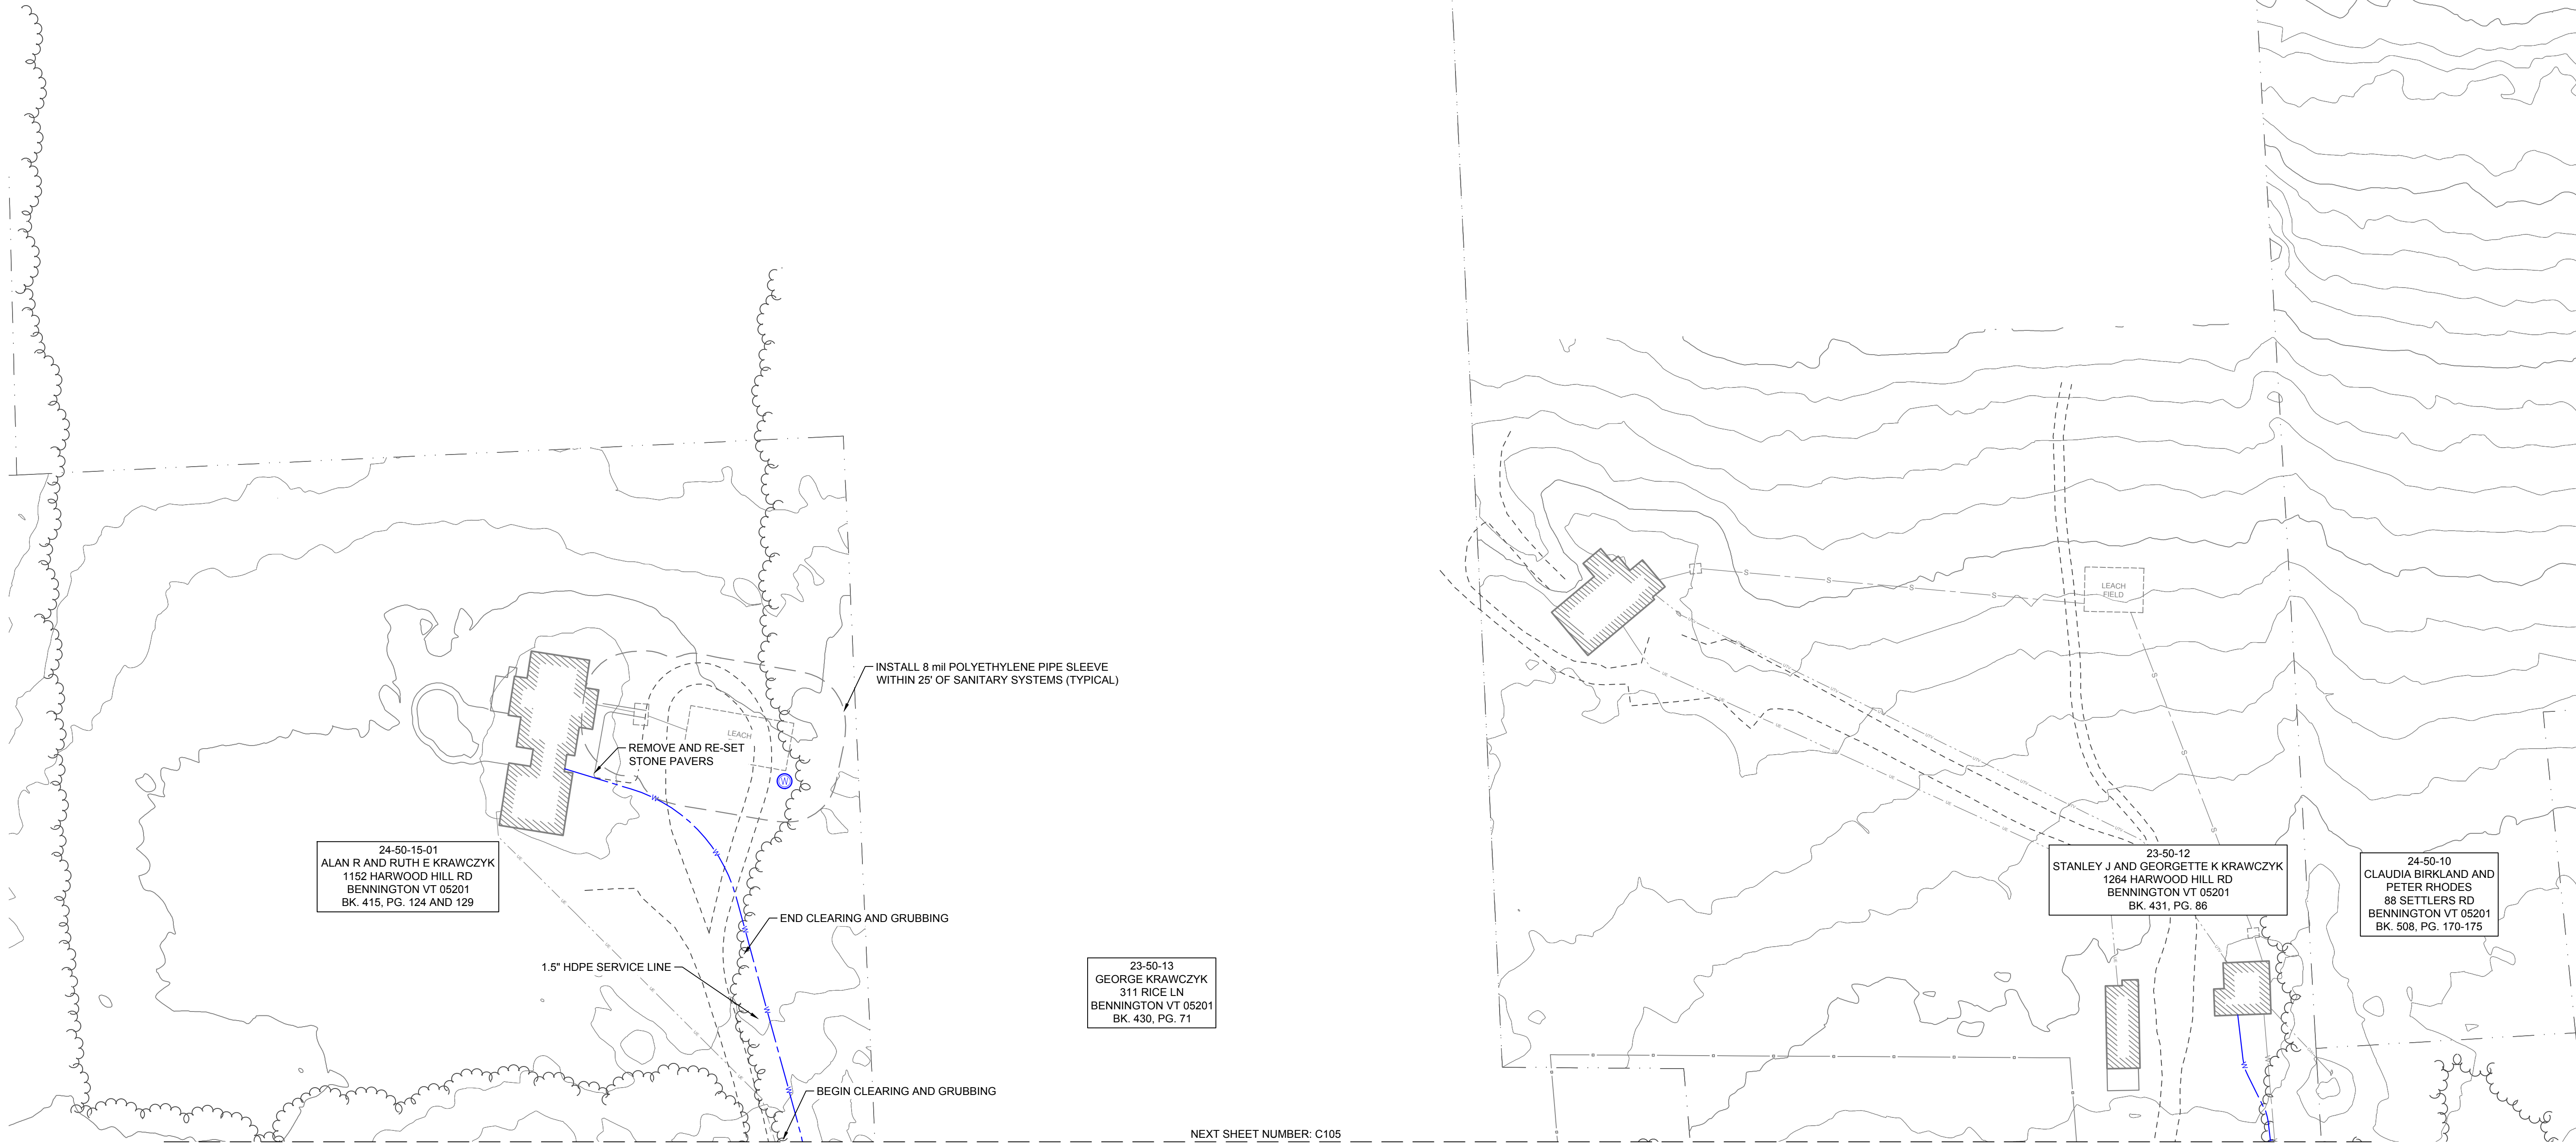 INSTALL 8 mil POLYETHYLENE PIPE SLEEVE
WITHIN 25' OF SANITARY SYSTEMS (TYPICAL)
REMOVE AND RE-SET
STONE PAVERS
LEACH
W
W
W
W
W
W
24-50-15-01
ALAN R AND RUTH E KRAWCZYK
1152 HARWOOD HILL RD
BENNINGTON VT 05201
BK. 415, PG. 124 AND 129
END CLEARING AND GRUBBING
1.5" HDPE SERVICE LINE
BEGIN CLEARING AND GRUBBING
23-50-13
GEORGE KRAWCZYK
311 RICE LN
BENNINGTON VT 05201
BK. 430, PG. 71
S
S
S
S
LEACH
FIELD
S
S
S
23-50-12
STANLEY J AND GEORGETTE K KRAWCZYK
1264 HARWOOD HILL RD
BENNINGTON VT 05201
BK. 431, PG. 86
24-50-10
CLAUDIA BIRKLAND AND
PETER RHODES
88 SETTLERS RD
BENNINGTON VT 05201
BK. 508, PG. 170-175
W
NEXT SHEET NUMBER: C105